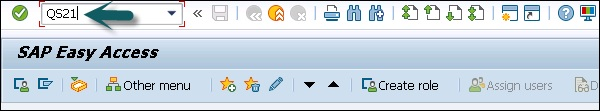 QS21
SAP Easy Access
Other menu Create role Assign users